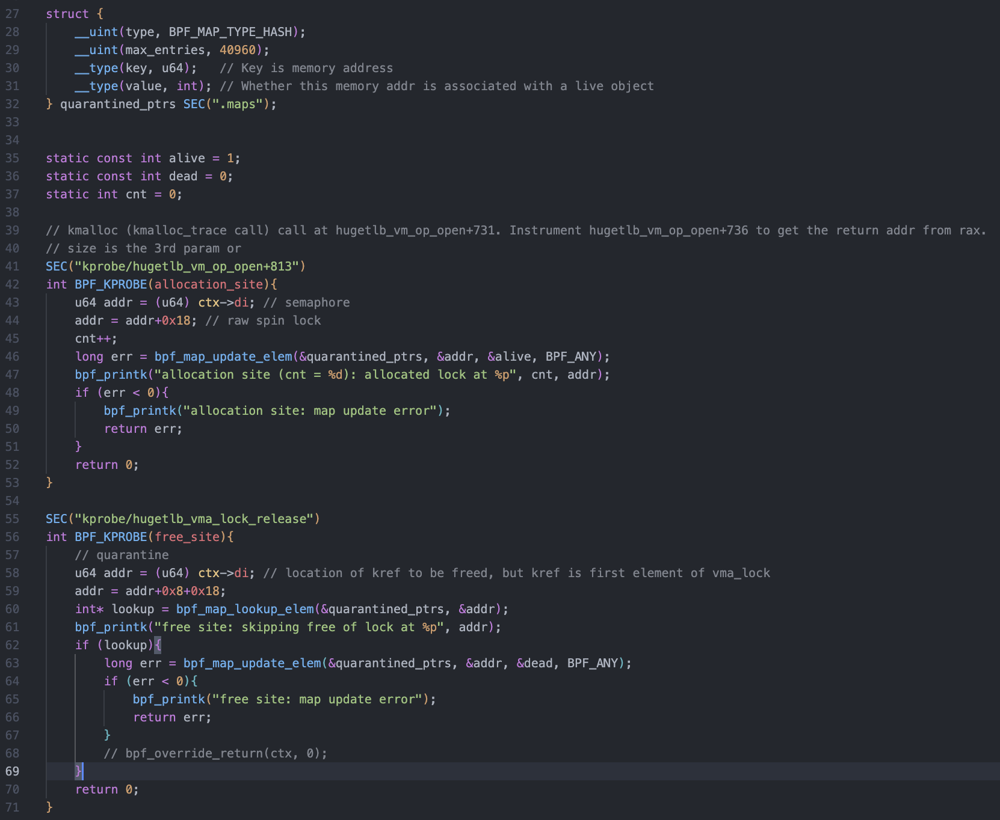 27 struct {
28     __uint(type, BPF_MAP_TYPE_HASH);
29     __uint(max_entries, 40960);
30     __type(key, u64);   // Key is memory address
31     __type(value, int); // Whether this memory addr is associated with a live object
32 } quarantined_ptrs SEC(".maps");
33
34
35 static const int alive = 1;
36 static const int dead = 0;
37 static int cnt = 0;
38
39 // kmalloc (kmalloc_trace call) call at hugetlb_vm_op_open+731. Instrument hugetlb_vm_op_open+736 to get the return addr from rax.
40 // size is the 3rd param or
41 SEC("kprobe/hugetlb_vm_op_open+813")
42 int BPF_KPROBE(allocation_site){
43     u64 addr = (u64) ctx->di; // semaphore
44     addr = addr+0x18; // raw spin lock
45     cnt++;
46     long err = bpf_map_update_elem(&quarantined_ptrs, &addr, &alive, BPF_ANY);
47     bpf_printk("allocation site (cnt = %d): allocated lock at %p", cnt, addr);
48     if (err < 0){
49         bpf_printk("allocation site: map update error");
50         return err;
51     }
52     return 0;
53 }
54
55 SEC("kprobe/hugetlb_vma_lock_release")
56 int BPF_KPROBE(free_site){
57     // quarantine
58     u64 addr = (u64) ctx->di; // location of kref to be freed, but kref is first element of vma_lock
59     addr = addr+0x8+0x18;
60     int* lookup = bpf_map_lookup_elem(&quarantined_ptrs, &addr);
61     bpf_printk("free site: skipping free of lock at %p", addr);
62     if (lookup){
63         long err = bpf_map_update_elem(&quarantined_ptrs, &addr, &dead, BPF_ANY);
64         if (err < 0){
65             bpf_printk("free site: map update error");
66             return err;
67         }
68         // bpf_override_return(ctx, 0);
69     }
70     return 0;
71 }